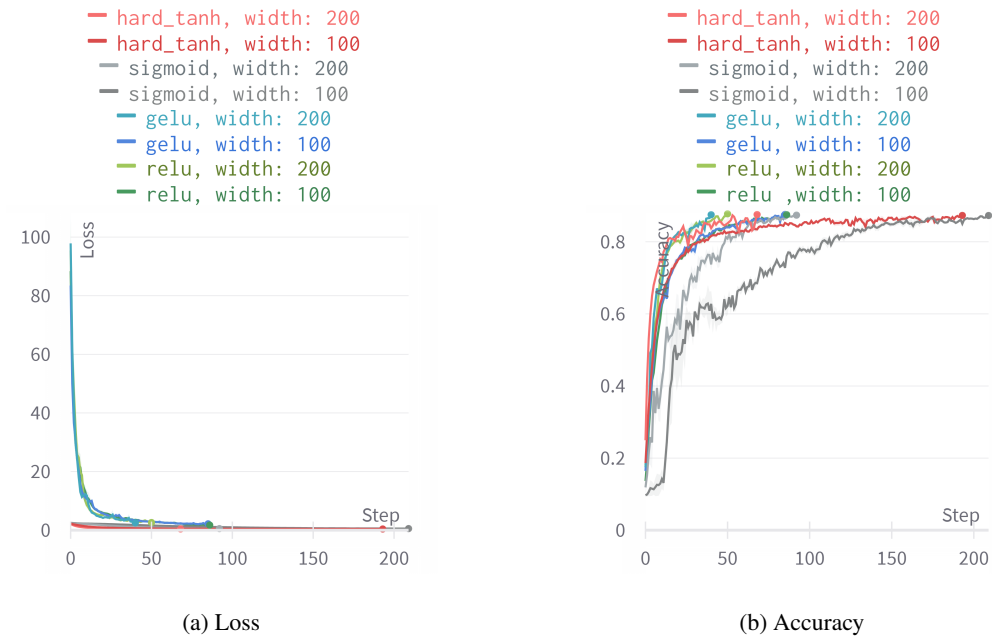 hard_tanh, width: 200
hard_tanh, width: 100
sigmoid, width: 200
sigmoid, width: 100
gelu, width: 200
gelu, width: 100
relu, width: 200
relu, width: 100
Loss
100
80
60
40
20
0
Step
0 50 100 150 200
(a) Loss
hard_tanh, width: 200
hard_tanh, width: 100
sigmoid, width: 200
sigmoid, width: 100
gelu, width: 200
gelu, width: 100
relu, width: 200
relu ,width: 100
Accuracy
0.8
0.6
0.4
0.2
0
Step
0 50 100 150 200
(b) Accuracy